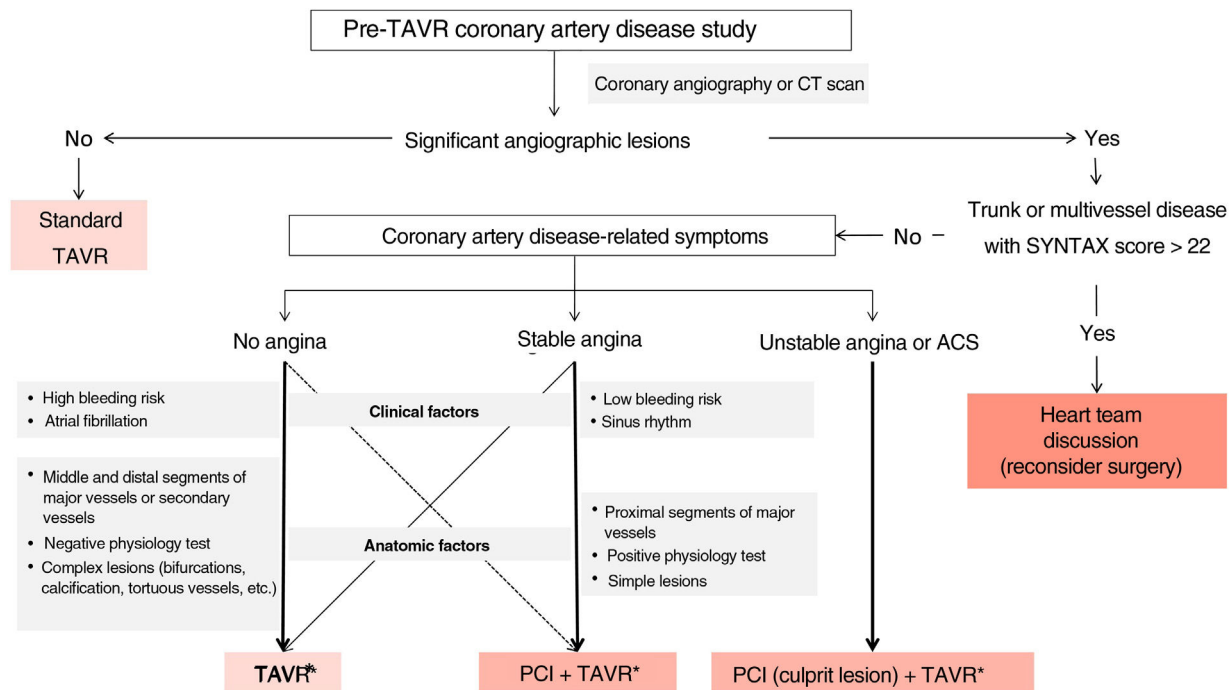 Pre-TAVR coronary artery disease study
Coronary angiography or CT scan
No
Significant angiographic lesions
Yes
Standard
TAVR
Coronary artery disease-related symptoms
No
Trunk or multivessel disease
with SYNTAX score > 22
No angina
Stable angina
Unstable angina or ACS
Yes
• High bleeding risk
• Atrial fibrillation
Clinical factors
• Low bleeding risk
• Sinus rhythm
Heart team
discussion
(reconsider surgery)
• Middle and distal segments of
major vessels or secondary
vessels
• Negative physiology test
• Complex lesions (bifurcations,
calcification, tortuous vessels, etc.)
Anatomic factors
• Proximal segments of major
vessels
• Positive physiology test
• Simple lesions
TAVR**
PCI + TAVR*
PCI (culprit lesion) + TAVR*